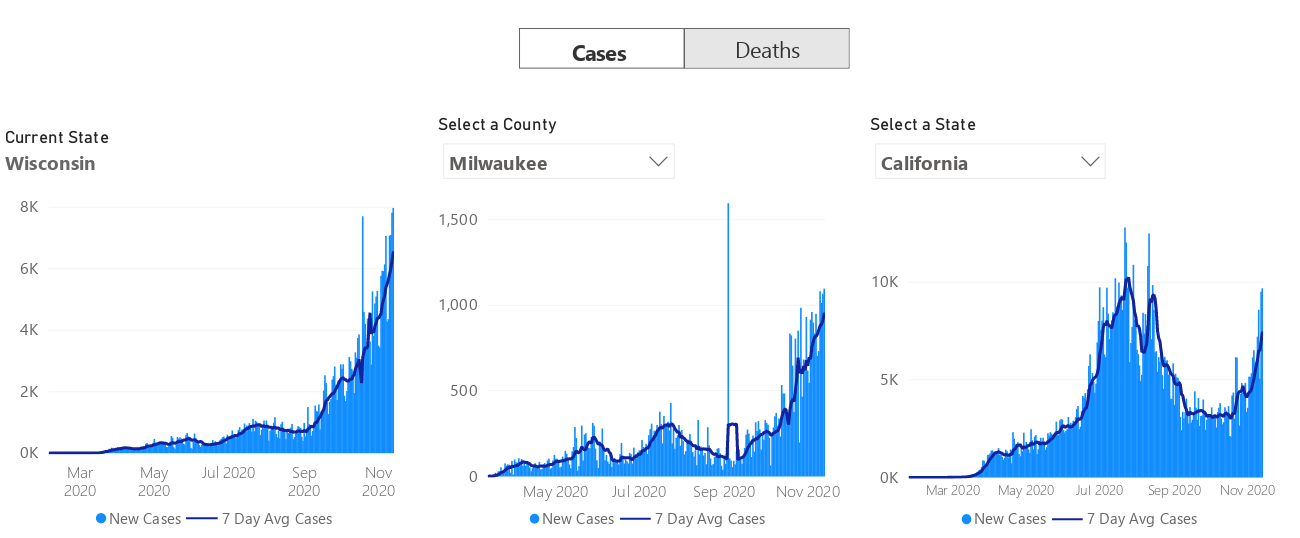 Cases
Deaths
Current State
Wisconsin
8K
6K
4K
2K
0K
Mar
2020
May
2020
Jul 2020
Sep
2020
Nov
2020
New Cases
7 Day Avg Cases
Select a County
Milwaukee
1,500
1,000
500
0
May 2020
Jul 2020
Sep 2020
Nov 2020
New Cases
7 Day Avg Cases
Select a State
California
10K
5K
0K
Mar 2020
May 2020
Jul 2020
Sep 2020
Nov 2020
New Cases
7 Day Avg Cases